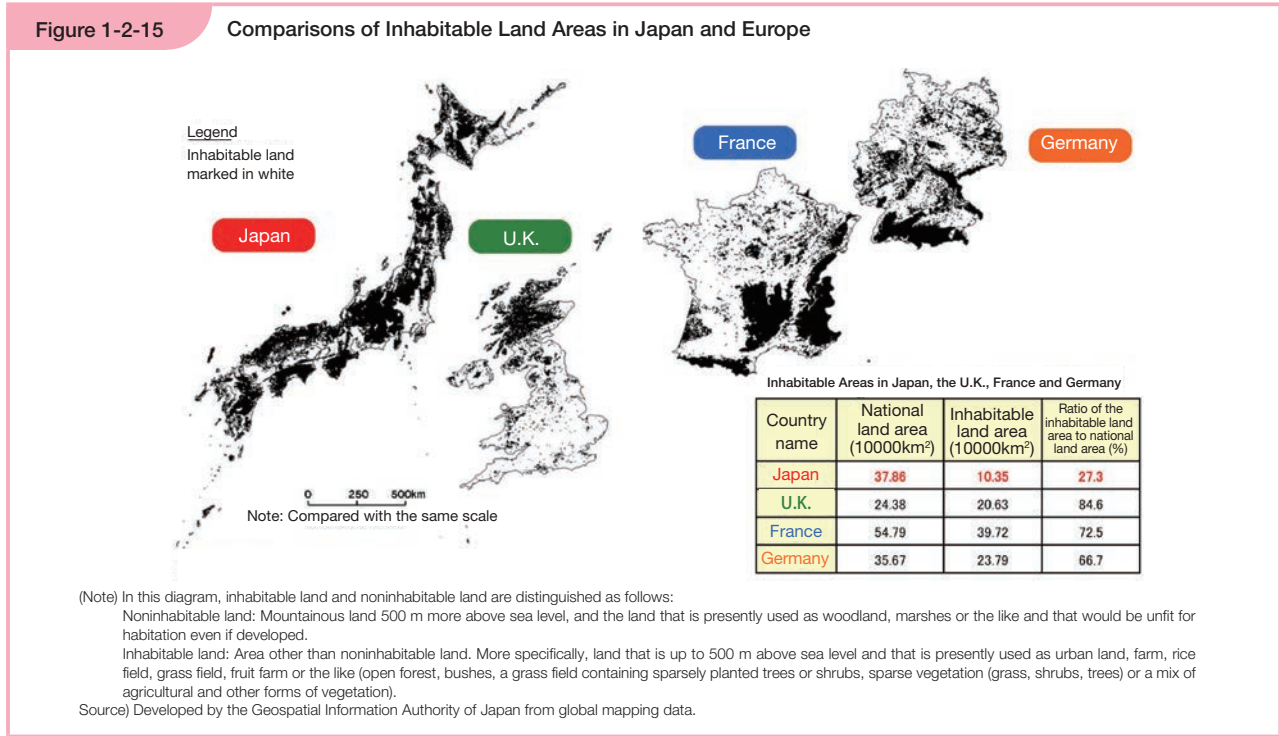 Figure 1-2-15
Comparisons of Inhabitable Land Areas in Japan and Europe
Legend
Inhabitable land
marked in white
Japan
U.K.
France
Germany
0 250 500km
Note: Compared with the same scale
Inhabitable Areas in Japan, the U.K., France and Germany
Country name | National land area (10000km²) | Inhabitable land area (10000km²) | Ratio of the inhabitable land area to national land area (%)
Japan 37.86 10.35 27.3
U.K. 24.38 20.63 84.6
France 54.79 39.72 72.5
Germany 35.67 23.79 66.7
(Note) In this diagram, inhabitable land and noninhabitable land are distinguished as follows:
Noninhabitable land: Mountainous land 500 m more above sea level, and the land that is presently used as woodland, marshes or the like and that would be unfit for
habitation even if developed.
Inhabitable land: Area other than noninhabitable land. More specifically, land that is up to 500 m above sea level and that is presently used as urban land, farm, rice
field, grass field, fruit farm or the like (open forest, bushes, a grass field containing sparsely planted trees or shrubs, sparse vegetation (grass, shrubs, trees) or a mix of
agricultural and other forms of vegetation).
Source) Developed by the Geospatial Information Authority of Japan from global mapping data.